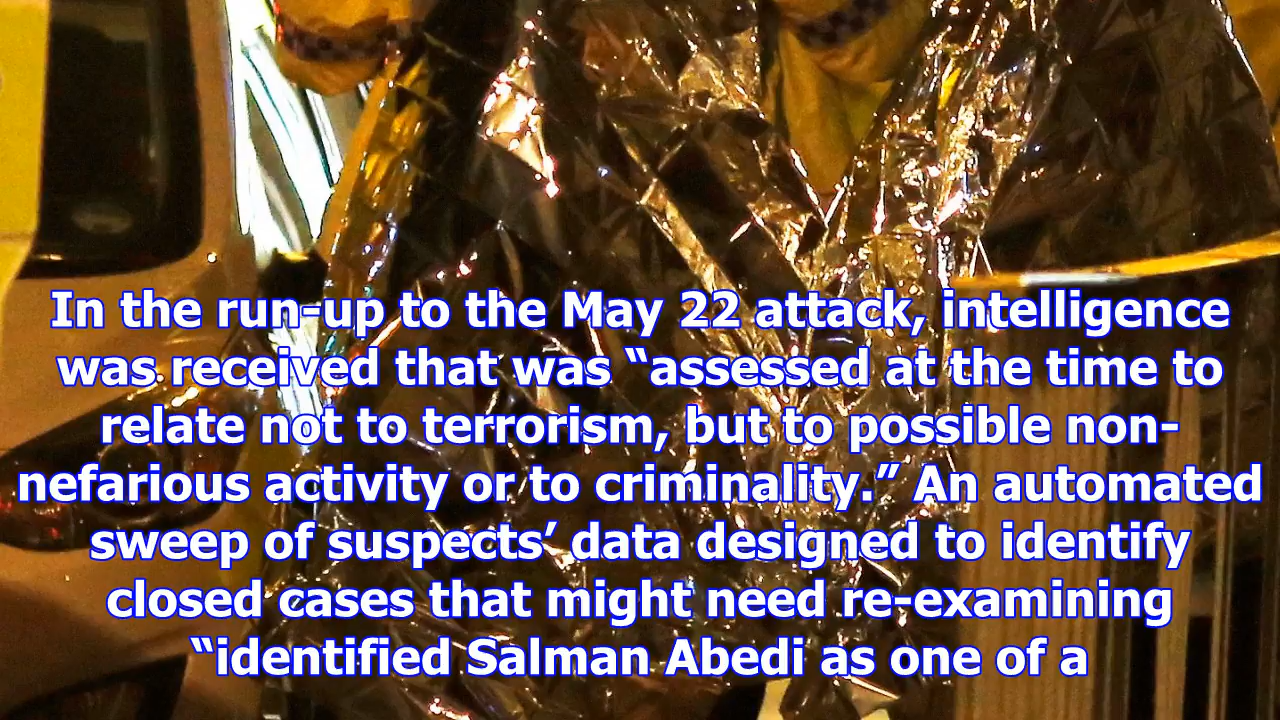 In the run-up to the May 22 attack, intelligence
was received that was “assessed at the time to
relate not to terrorism, but to possible non-
nefarious activity or to criminality.” An automated
sweep of suspects’ data designed to identify
closed cases that might need re-examining
“identified Salman Abedi as one of a